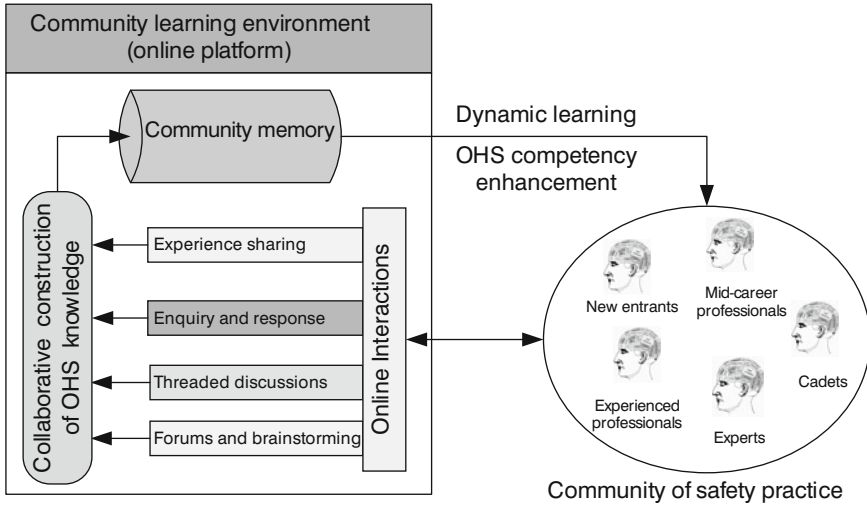 Community learning environment
(online platform)
Community memory
Dynamic learning
OHS competency
enhancement
Collaborative construction
of OHS knowledge
Experience sharing
Enquiry and response
Threaded discussions
Forums and brainstorming
Online Interactions
New entrants
Mid-career
professionals
Cadets
Experienced
professionals
Experts
Community of safety practice